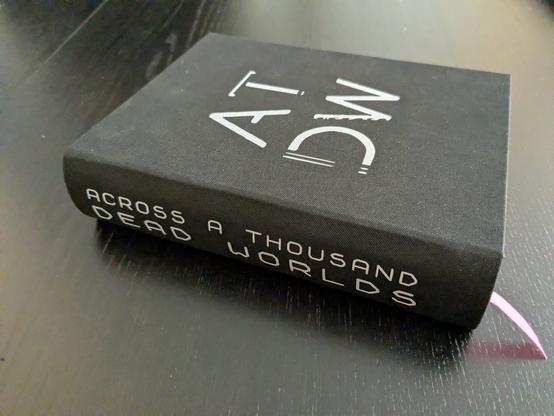 AT
DW
ACROSS A THOUSAND
DEAD WORLDS